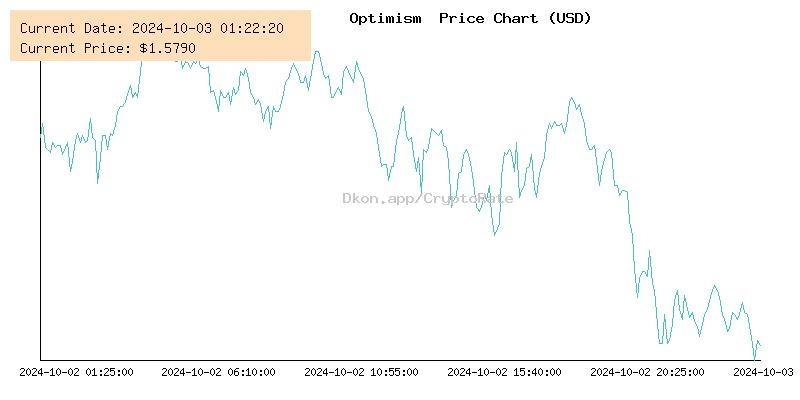 Optimism Price Chart (USD)
Current Date: 2024-10-03 01:22:20
Current Price: $1.5790
Dkon.app/CryptoRate
2024-10-02 01:25:00 2024-10-02 06:10:00 2024-10-02 10:55:00 2024-10-02 15:40:00 2024-10-02 20:25:00 2024-10-03